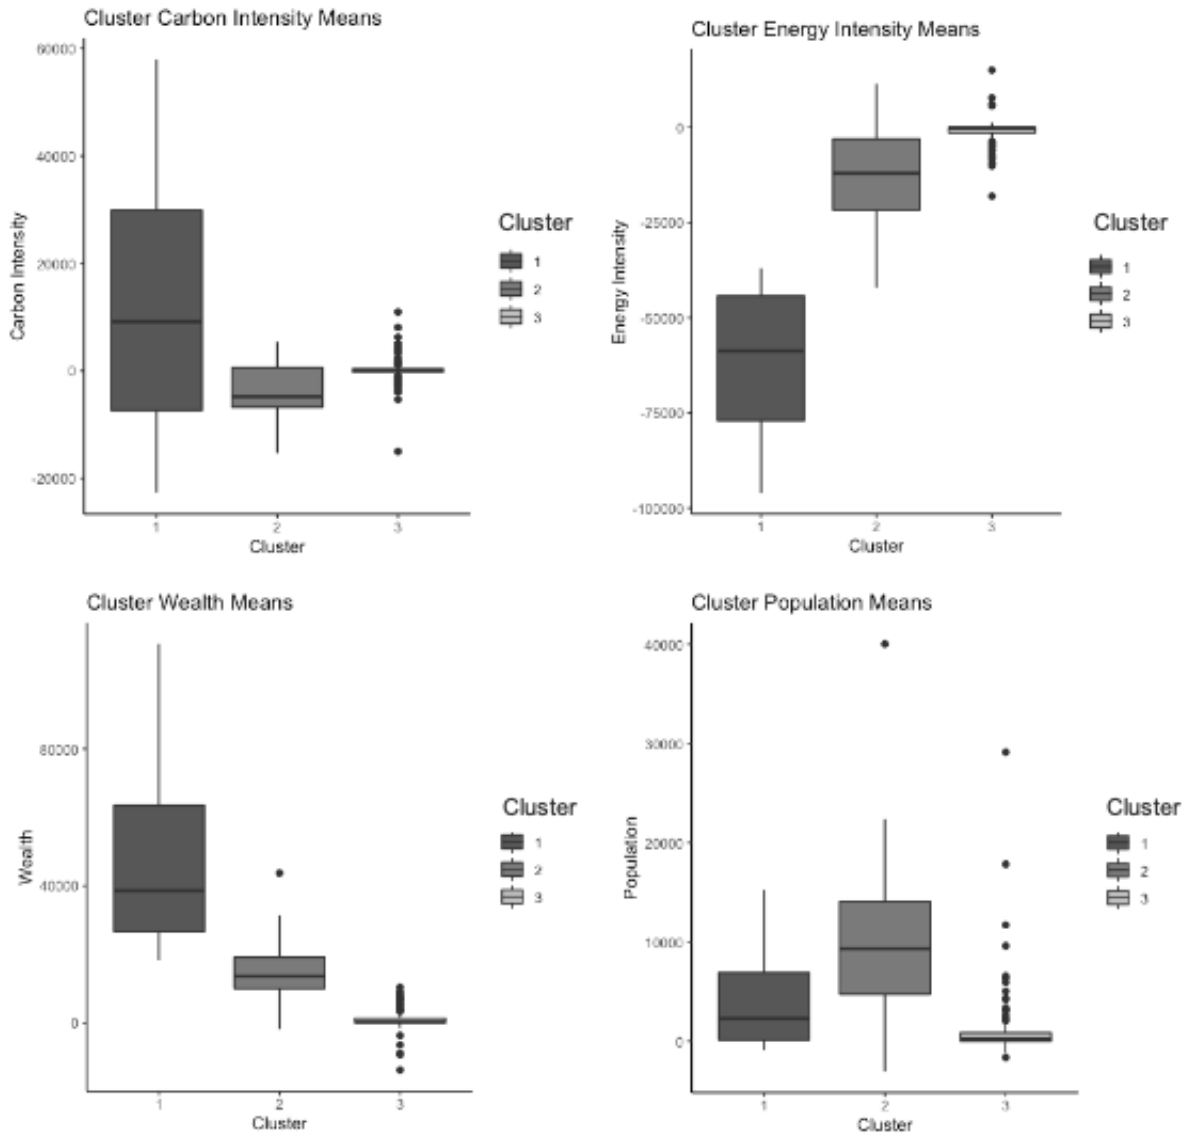 Cluster Carbon Intensity Means
60000
40000
20000
0
-20000
Carbon Intensity
1 2 3
Cluster
Cluster
1
2
3
Cluster Energy Intensity Means
0
-25000
-50000
-75000
-100000
Energy Intensity
1 2 3
Cluster
Cluster
1
2
3
Cluster Wealth Means
80000
40000
0
Wealth
1 2 3
Cluster
Cluster
1
2
3
Cluster Population Means
40000
30000
20000
10000
0
Population
1 2 3
Cluster
Cluster
1
2
3